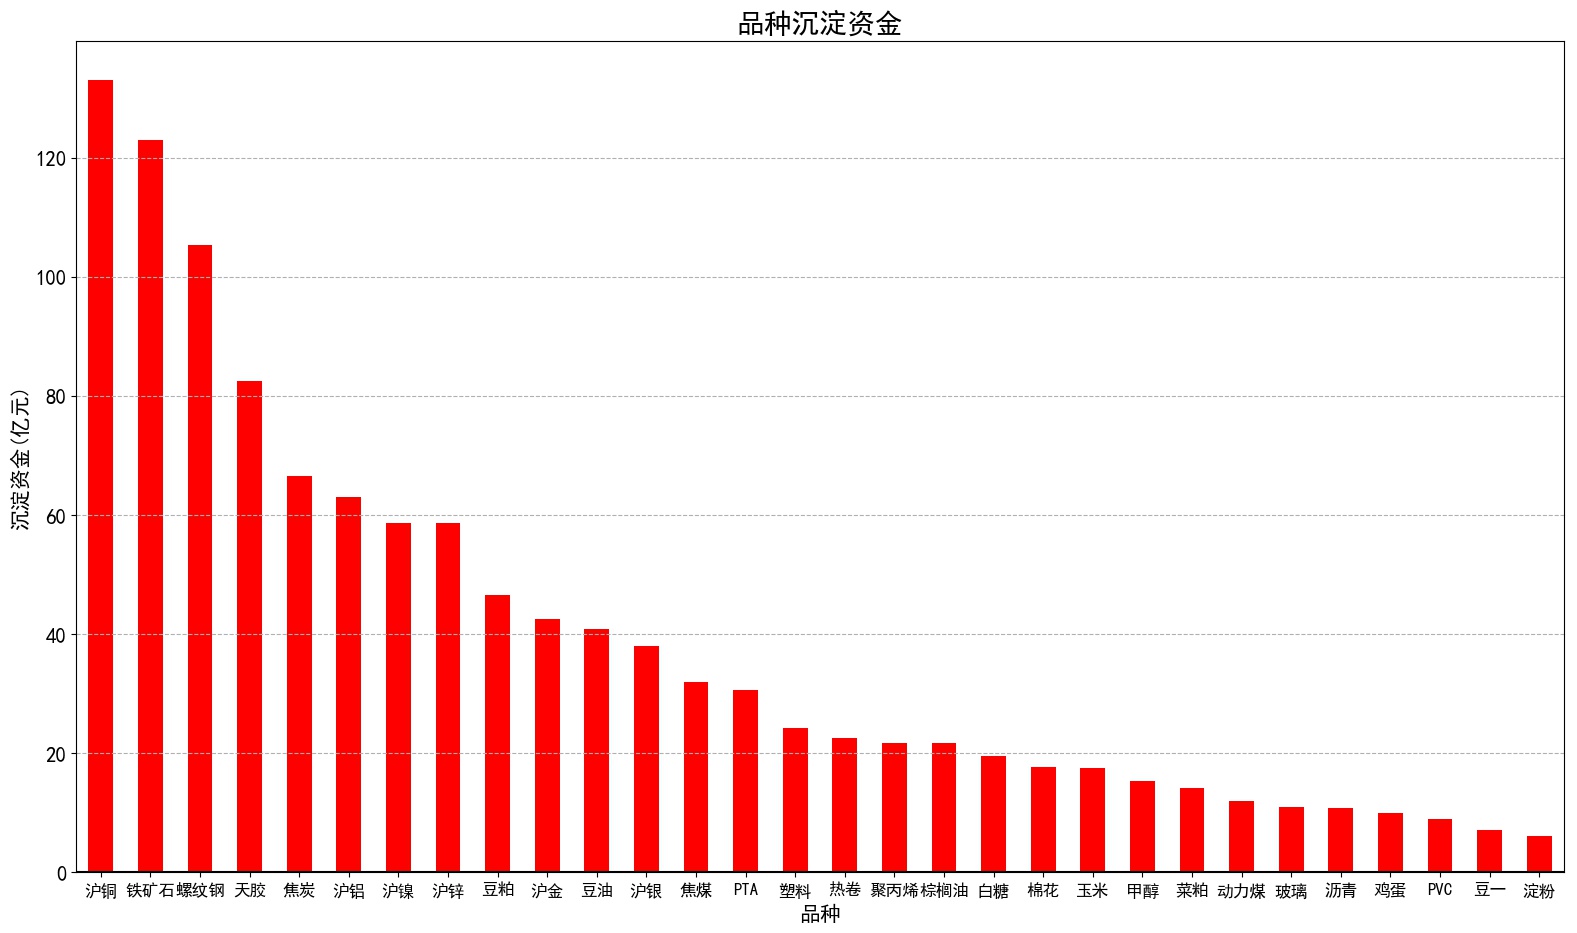 品种沉淀资金
沉淀资金(亿元)
120
100
80
60
40
20
0
沪铜 铁矿石 螺纹钢 天胶 焦炭 沪铝 沪镍 沪锌 豆粕 沪金 豆油 沪银 焦煤 PTA 塑料 热卷 聚丙烯 棕榈油 白糖 棉花 玉米 甲醇 菜粕 动力煤 玻璃 沥青 鸡蛋 PVC 豆一 淀粉
品种